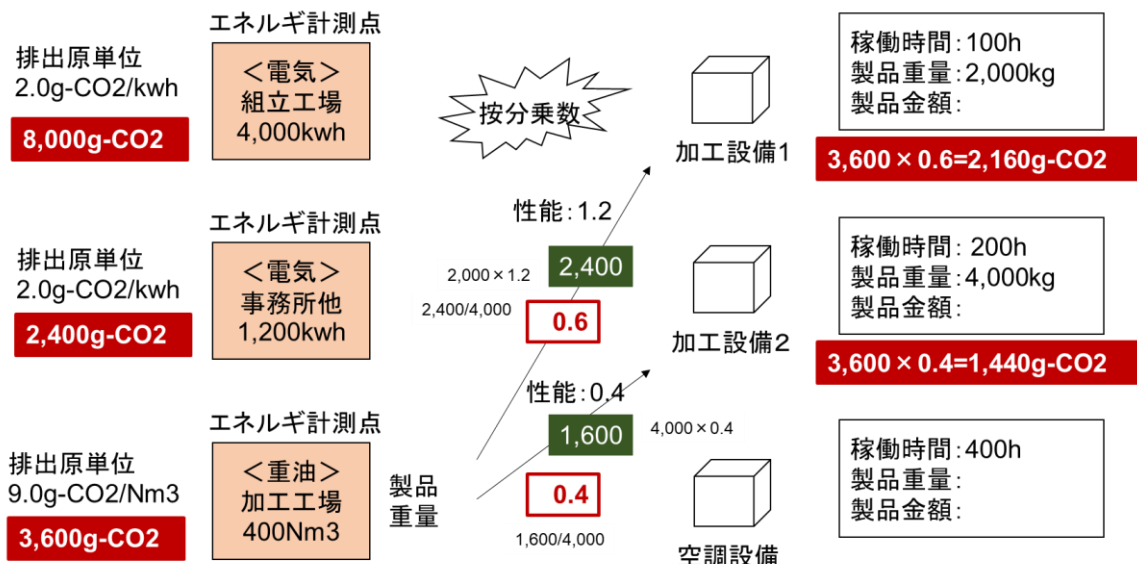 エネルギ計測点
排出原単位
2.0g-CO2/kwh
8,000g-CO2
<電気>
組立工場
4,000kwh
按分乗数
加工設備1
稼働時間:100h
製品重量:2,000kg
製品金額:
3,600×0.6=2,160g-CO2
エネルギ計測点
排出原単位
2.0g-CO2/kwh
2,400g-CO2
<電気>
事務所他
1,200kwh
性能:1.2
2,000×1.2
2,400
2,400/4,000
0.6
加工設備2
稼働時間: 200h
製品重量:4,000kg
製品金額:
3,600×0.4=1,440g-CO2
エネルギ計測点
排出原単位
9.0g-CO2/Nm3
3,600g-CO2
<重油>
加工工場
400Nm3
製品
重量
性能:0.4
1,600
4,000×0.4
0.4
1,600/4,000
空調設備
稼働時間:400h
製品重量:
製品金額: